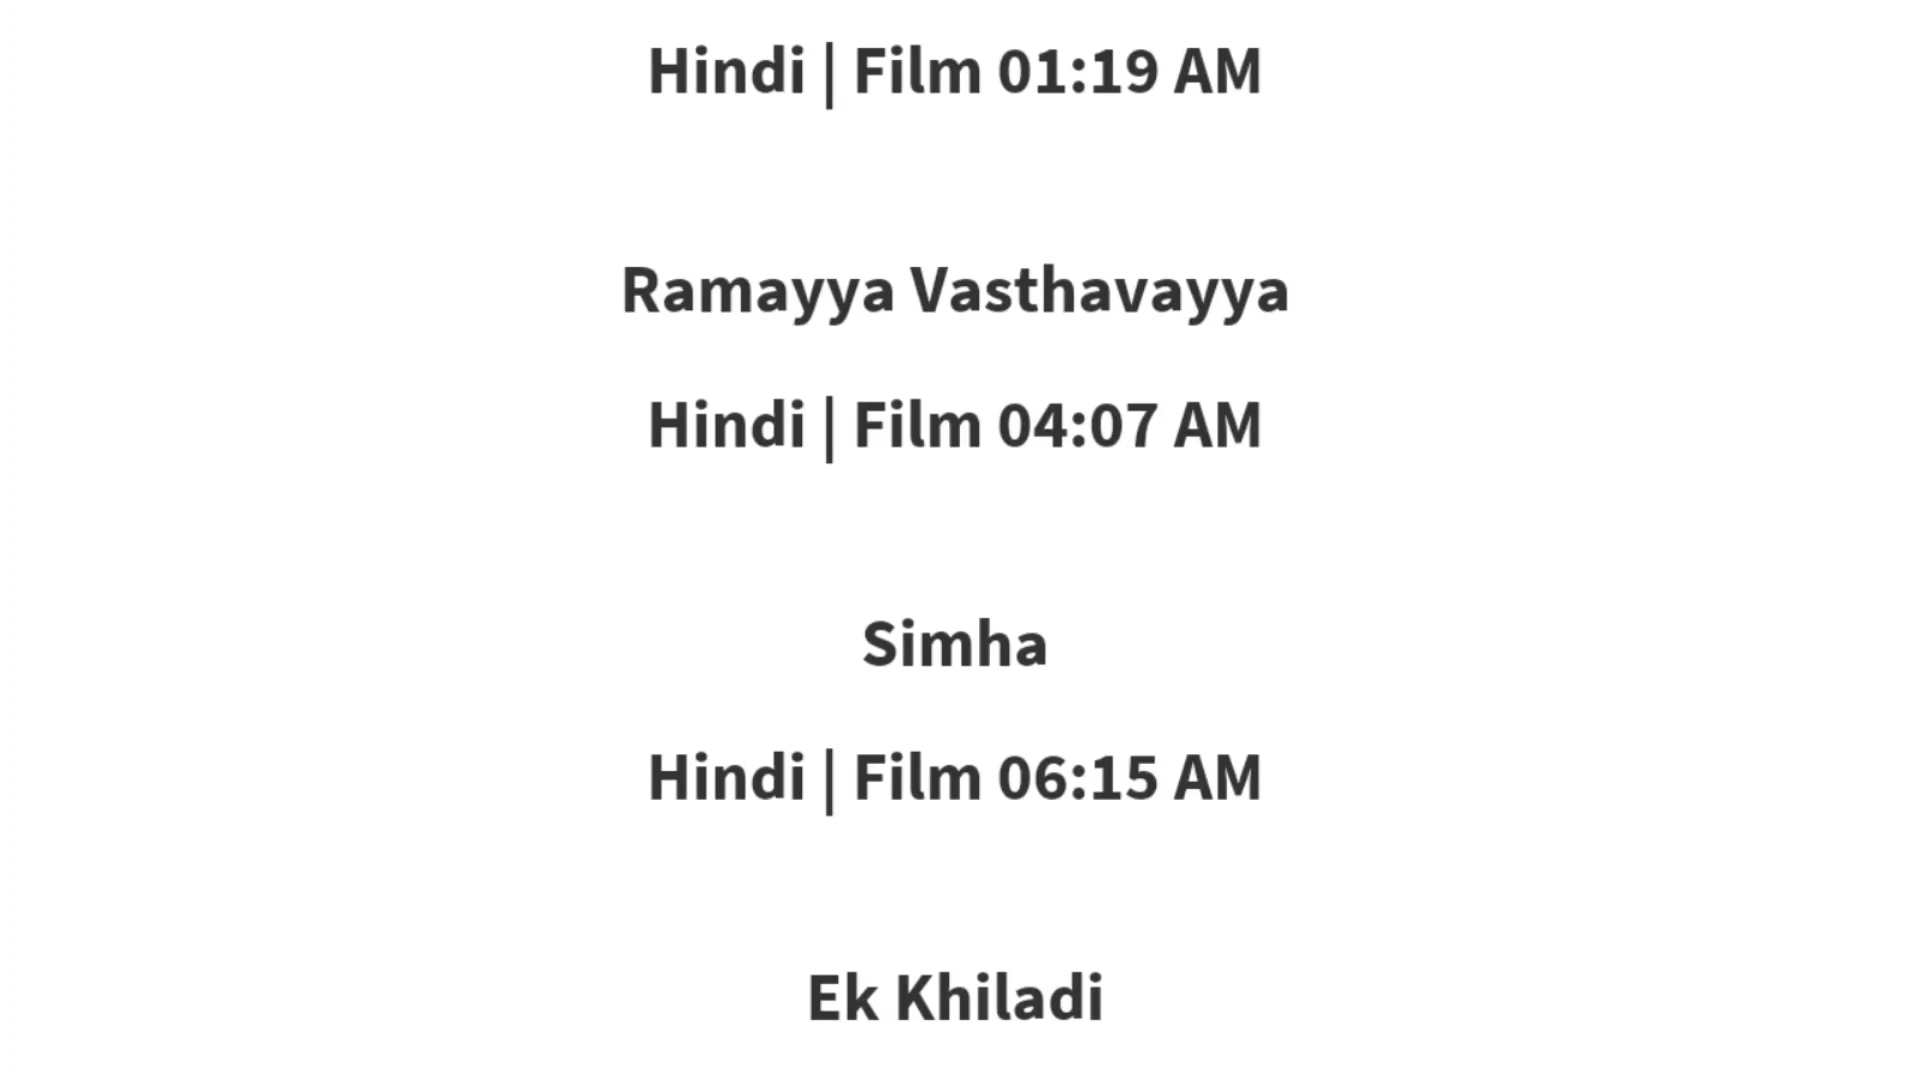 Hindi | Film 01:19 AM
Ramayya Vasthavayya
Hindi | Film 04:07 AM
Simha
Hindi | Film 06:15 AM
Ek Khiladi